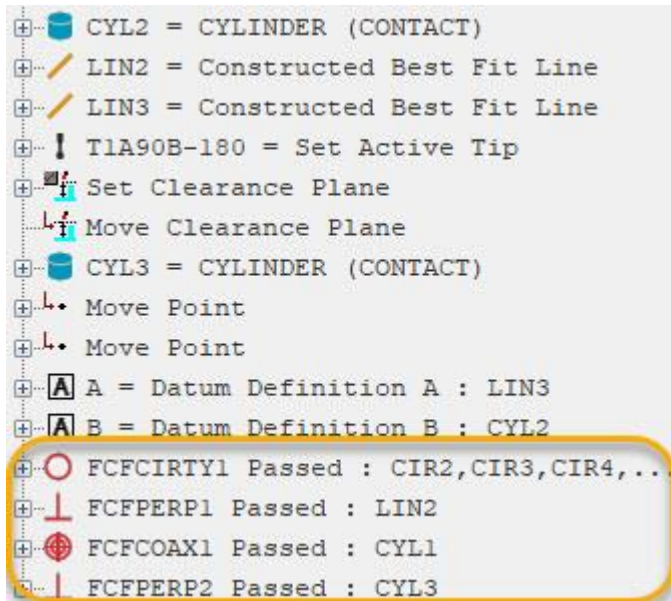 CYL2 = CYLINDER (CONTACT)
LIN2 = Constructed Best Fit Line
LIN3 = Constructed Best Fit Line
T1A90B-180 = Set Active Tip
Set Clearance Plane
Move Clearance Plane
CYL3 = CYLINDER (CONTACT)
Move Point
Move Point
A A = Datum Definition A : LIN3
A B = Datum Definition B : CYL2
FCFCIRTY1 Passed : CIR2,CIR3,CIR4,...
FCFPERP1 Passed : LIN2
FCFCOAX1 Passed : CYL1
FCFPERP2 Passed : CYL3